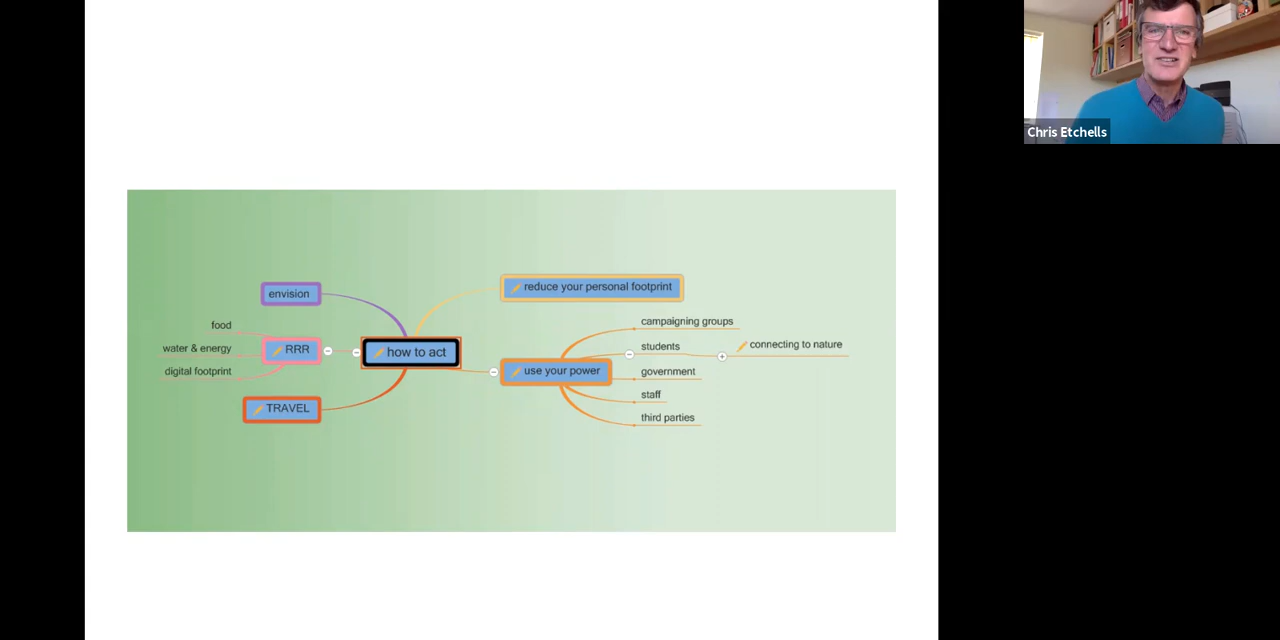 Chris Etchells
envision
reduce your personal footprint
food
RRR
water & energy
digital footprint
how to act
TRAVEL
use your power
campaigning groups
students
connecting to nature
government
staff
third parties